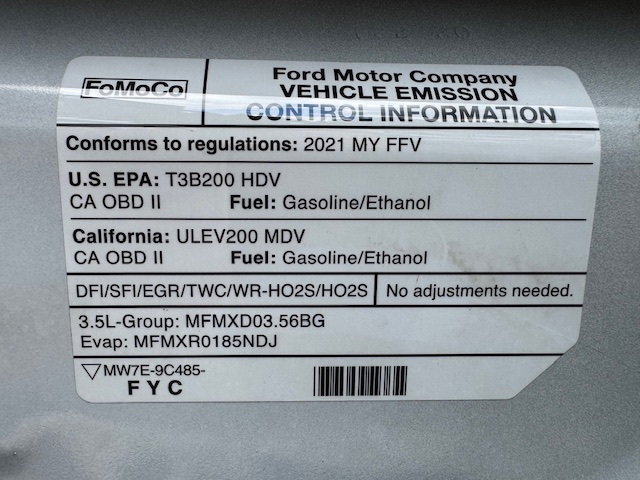 FoMoCo
Ford Motor Company
VEHICLE EMISSION
CONTROL INFORMATION
Conforms to regulations: 2021 MY FFV
U.S. EPA: T3B200 HDV
CA OBD II Fuel: Gasoline/Ethanol
California: ULEV200 MDV
CA OBD II Fuel: Gasoline/Ethanol
DFI/SFI/EGR/TWC/WR-HO2S/HO2S No adjustments needed.
3.5L-Group: MFMXD03.56BG
Evap: MFMXR0185NDJ
MW7E-9C485-
F Y C